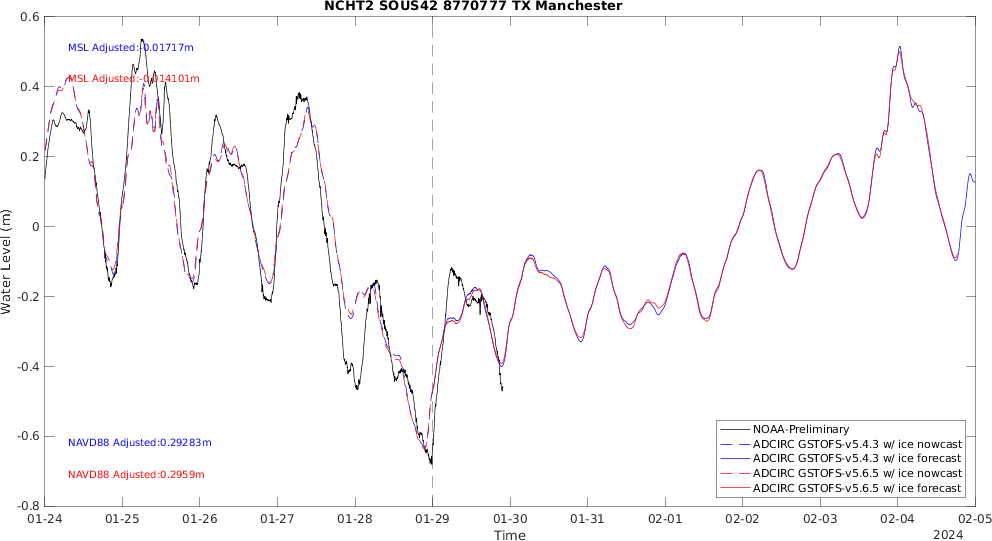 NCHT2 SOUS42 8770777 TX Manchester
MSL Adjusted:-0.01717m
MSL Adjusted:-0.014101m
NAVD88 Adjusted:0.29283m
NAVD88 Adjusted:0.2959m
Water Level (m)
0.6
0.4
0.2
0
-0.2
-0.4
-0.6
-0.8
NOAA-Preliminary
ADCIRC GSTOFS-v5.4.3 w/ ice nowcast
ADCIRC GSTOFS-v5.4.3 w/ ice forecast
ADCIRC GSTOFS-v5.6.5 w/ ice nowcast
ADCIRC GSTOFS-v5.6.5 w/ ice forecast
01-24 01-25 01-26 01-27 01-28 01-29 01-30 01-31 02-01 02-02 02-03 02-04 02-05
Time
2024